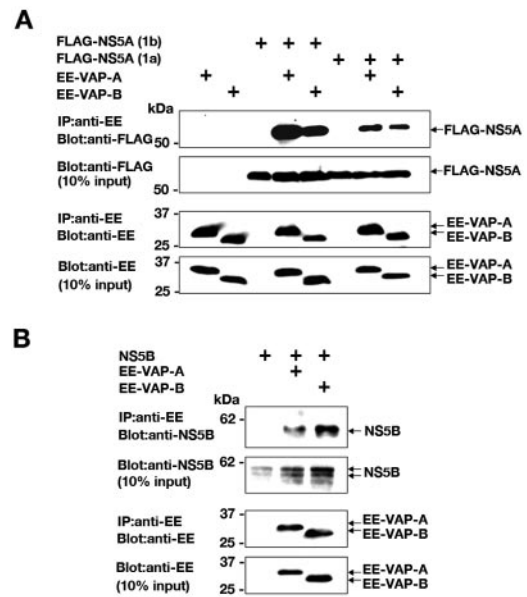 A
FLAG-NS5A (1b) + + +
FLAG-NS5A (1a) + + +
EE-VAP-A + + +
EE-VAP-B + + +
kDa
IP:anti-EE
Blot:anti-FLAG
50 -
FLAG-NS5A
Blot:anti-FLAG
(10% input)
50 -
FLAG-NS5A
IP:anti-EE
Blot:anti-EE
37 -
25 -
EE-VAP-A
EE-VAP-B
Blot:anti-EE
(10% input)
37 -
25 -
EE-VAP-A
EE-VAP-B
B
NS5B + + +
EE-VAP-A +
EE-VAP-B +
kDa
IP:anti-EE
Blot:anti-NS5B
62 -
NS5B
Blot:anti-NS5B
(10% input)
62 -
NS5B
IP:anti-EE
Blot:anti-EE
37 -
25 -
EE-VAP-A
EE-VAP-B
Blot:anti-EE
(10% input)
37 -
25 -
EE-VAP-A
EE-VAP-B